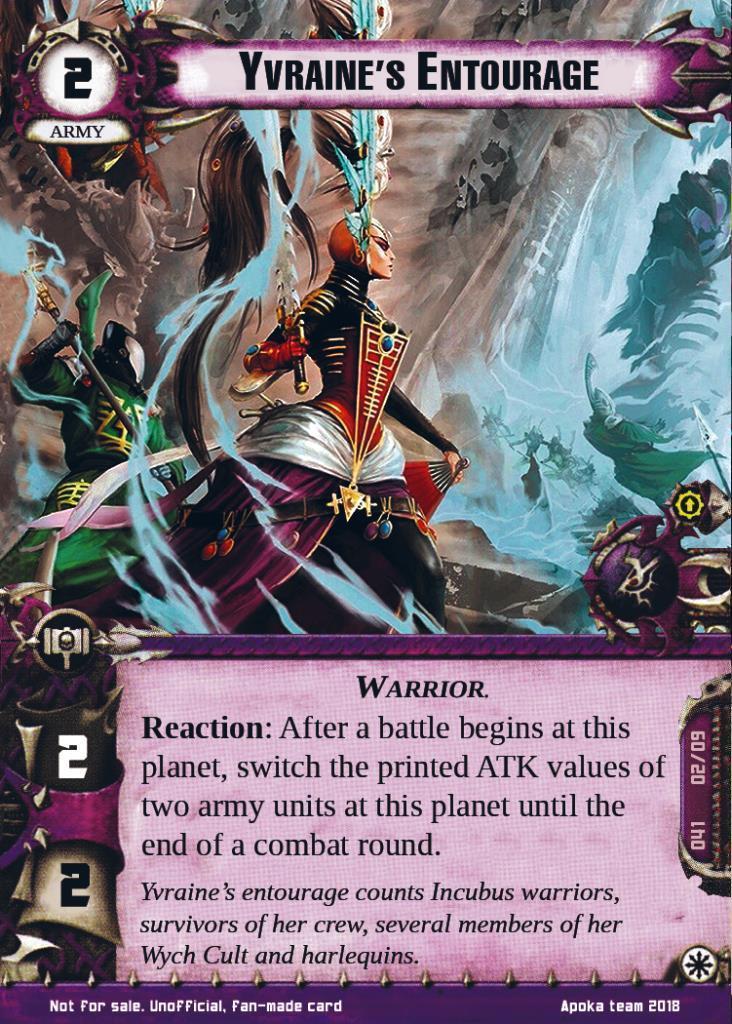 2
YVRAINE'S ENTOURAGE
ARMY
WARRIOR.
Reaction: After a battle begins at this
planet, switch the printed ATK values of
two army units at this planet until the
end of a combat round.
Yvraine's entourage counts Incubus warriors,
survivors of her crew, several members of her
Wych Cult and harlequins.
2
2
041 20/09
Not for sale. Unofficial, fan-made card
Apoka team 2018